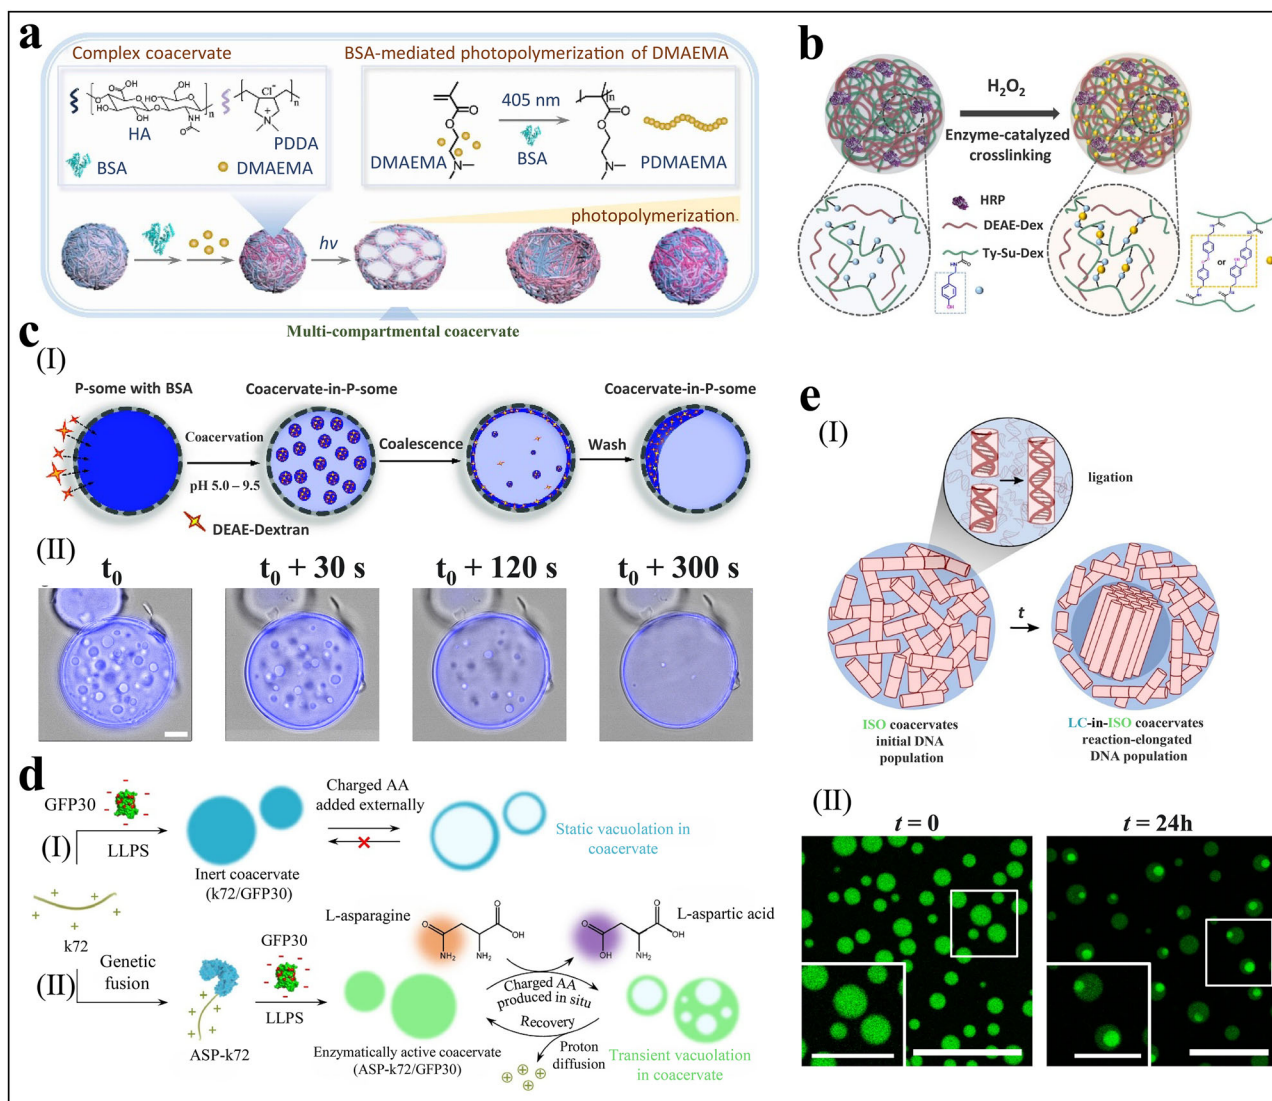 a
Complex coacervate
BSA-mediated photopolymerization of DMAEMA
HA
PDDA
BSA
DMAEMA
DMAEMA
405 nm
BSA
PDMAEMA
photopolymerization
hν
Multi-compartmental coacervate
b
H2O2
Enzyme-catalyzed
crosslinking
HRP
DEAE-Dex
Ty-Su-Dex
or
c
(I)
P-some with BSA
Coacervate-in-P-some
Coacervate-in-P-some
Coacervation
pH 5.0 – 9.5
Coalescence
Wash
DEAE-Dextran
(II)
t0
t0 + 30 s
t0 + 120 s
t0 + 300 s
d
GFP30
(I)
LLPS
Inert coacervate
(k72/GFP30)
Charged AA
added externally
Static vacuolation in
coacervate
k72
(II)
Genetic
fusion
ASP-k72
GFP30
LLPS
L-asparagine
L-aspartic acid
Charged AA
produced in situ
Recovery
Proton
diffusion
Enzymatically active coacervate
(ASP-k72/GFP30)
Transient vacuolation
in coacervate
e
(I)
ligation
t
ISO coacervates
initial DNA
population
LC-in-ISO coacervates
reaction-elongated
DNA population
(II)
t = 0
t = 24h